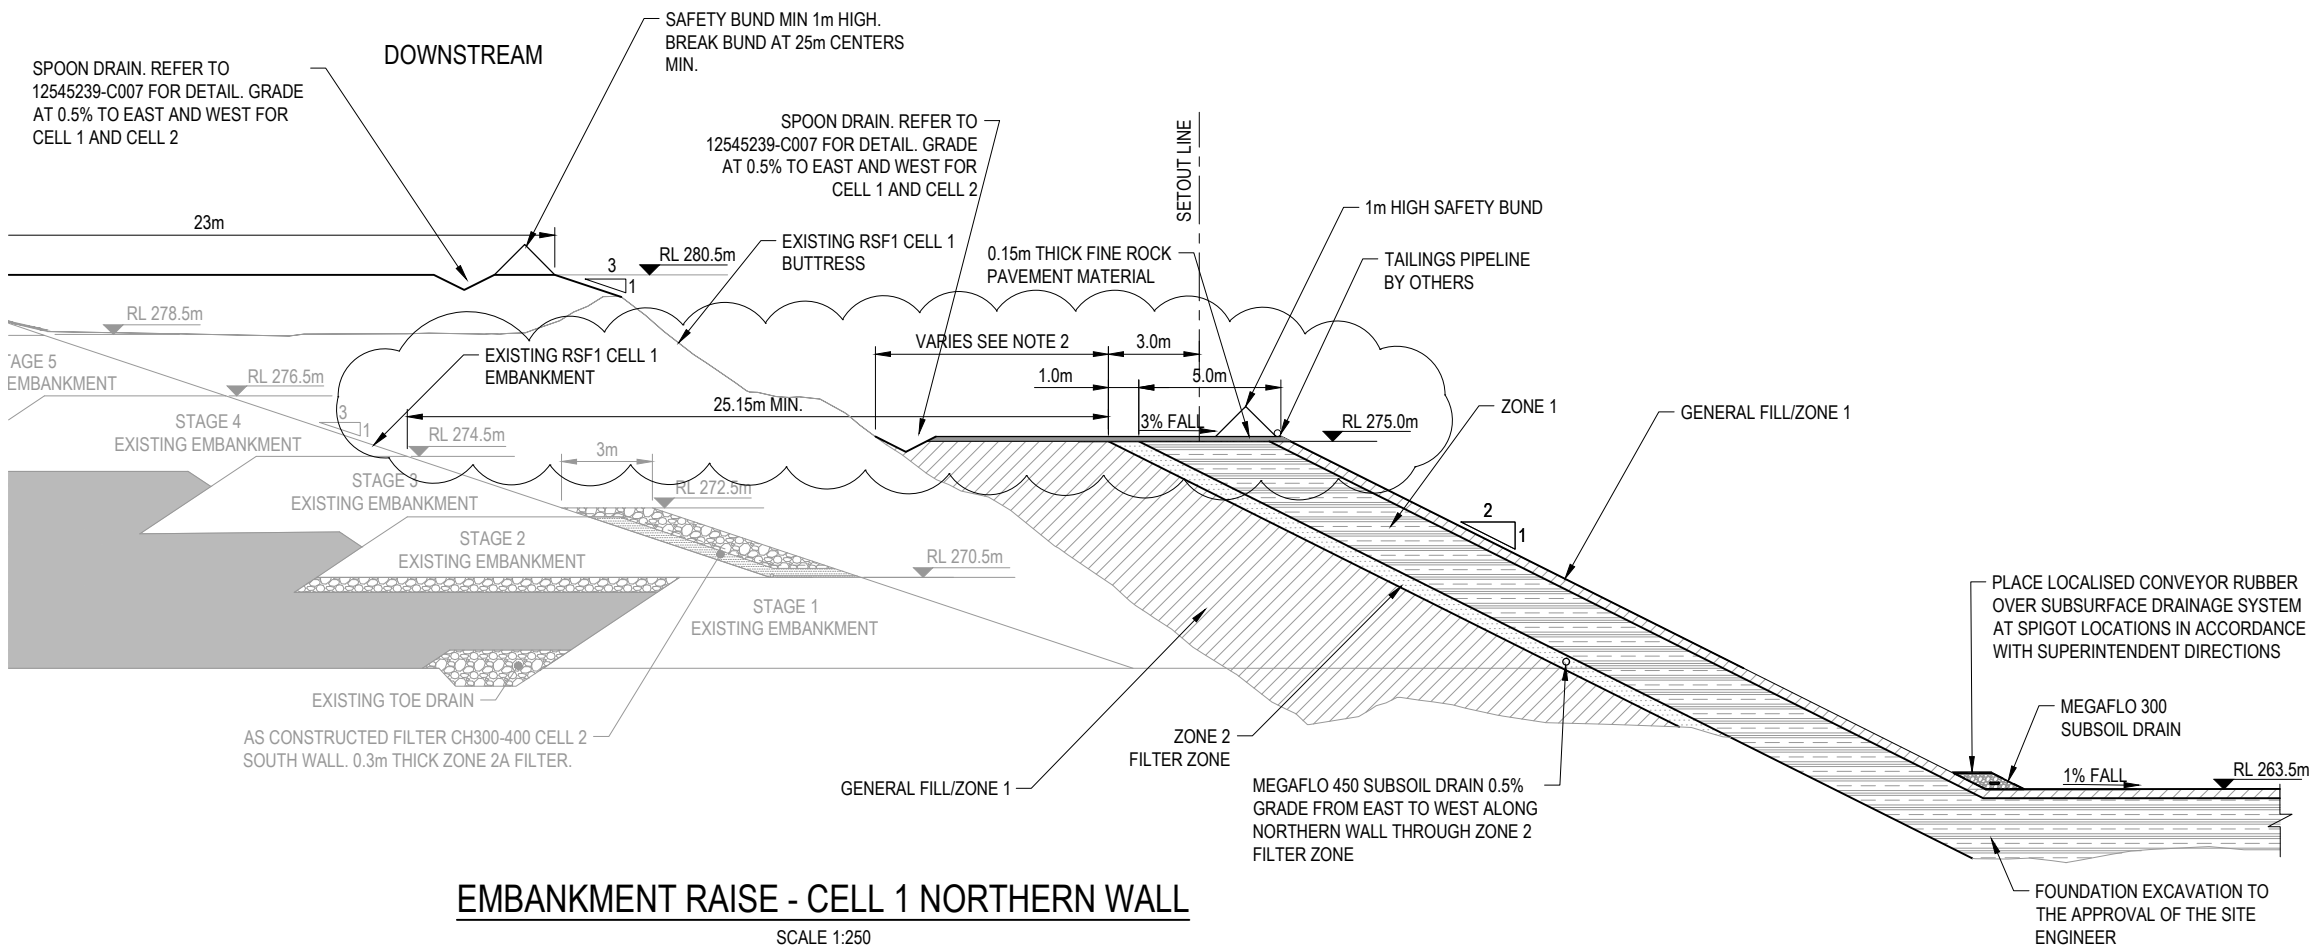 SAFETY BUND MIN 1m HIGH.
BREAK BUND AT 25m CENTERS
MIN.
DOWNSTREAM
SPOON DRAIN. REFER TO
12545239-C007 FOR DETAIL. GRADE
AT 0.5% TO EAST AND WEST FOR
CELL 1 AND CELL 2
SPOON DRAIN. REFER TO
12545239-C007 FOR DETAIL. GRADE
AT 0.5% TO EAST AND WEST FOR
CELL 1 AND CELL 2
SETOUT LINE
23m
1m HIGH SAFETY BUND
EXISTING RSF1 CELL 1
BUTTRESS
RL 280.5m
3
1
0.15m THICK FINE ROCK
PAVEMENT MATERIAL
TAILINGS PIPELINE
BY OTHERS
RL 278.5m
VARIES SEE NOTE 2
3.0m
EXISTING RSF1 CELL 1
EMBANKMENT
TAGE 5
EMBANKMENT
RL 276.5m
1.0m
5.0m
25.15m MIN.
ZONE 1
GENERAL FILL/ZONE 1
3
1
3% FALL
RL 275.0m
STAGE 4
EXISTING EMBANKMENT
RL 274.5m
3m
STAGE 3
EXISTING EMBANKMENT
RL 272.5m
2
1
STAGE 2
EXISTING EMBANKMENT
RL 270.5m
PLACE LOCALISED CONVEYOR RUBBER
OVER SUBSURFACE DRAINAGE SYSTEM
AT SPIGOT LOCATIONS IN ACCORDANCE
WITH SUPERINTENDENT DIRECTIONS
STAGE 1
EXISTING EMBANKMENT
EXISTING TOE DRAIN
MEGAFLO 300
SUBSOIL DRAIN
AS CONSTRUCTED FILTER CH300-400 CELL 2
SOUTH WALL. 0.3m THICK ZONE 2A FILTER.
ZONE 2
FILTER ZONE
1% FALL
RL 263.5m
GENERAL FILL/ZONE 1
MEGAFLO 450 SUBSOIL DRAIN 0.5%
GRADE FROM EAST TO WEST ALONG
NORTHERN WALL THROUGH ZONE 2
FILTER ZONE
FOUNDATION EXCAVATION TO
THE APPROVAL OF THE SITE
ENGINEER
EMBANKMENT RAISE - CELL 1 NORTHERN WALL
SCALE 1:250